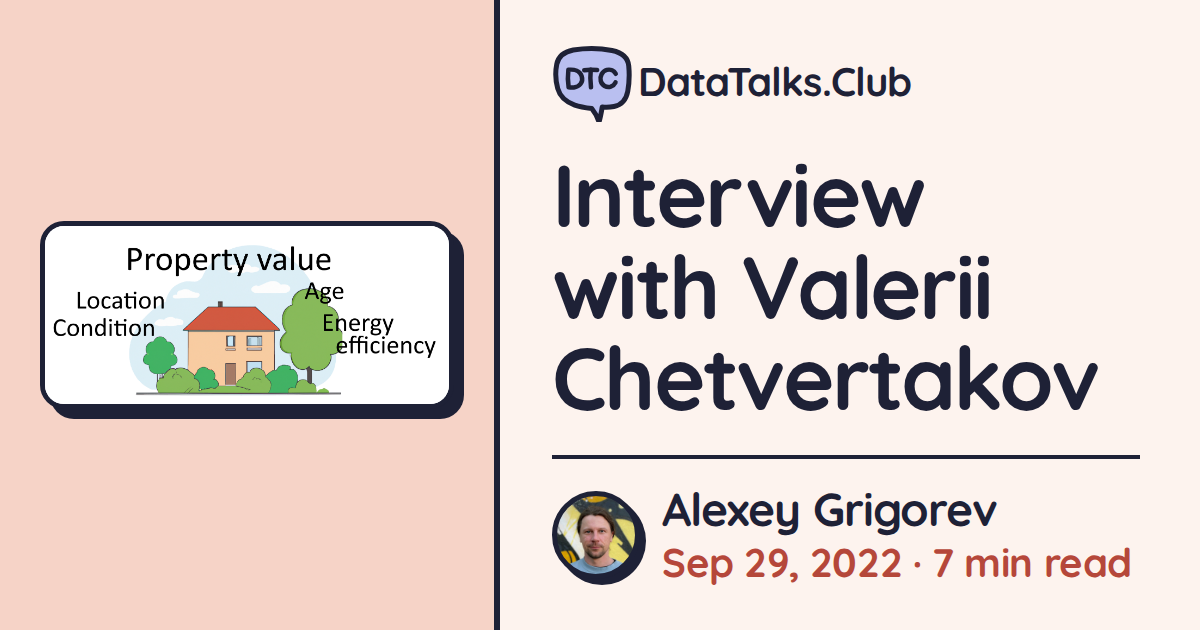 Property value
Location
Condition
Age
Energy
efficiency
DTC DataTalks.Club
Interview
with Valerii
Chetvertakov
Alexey Grigorev
Sep 29, 2022 · 7 min read